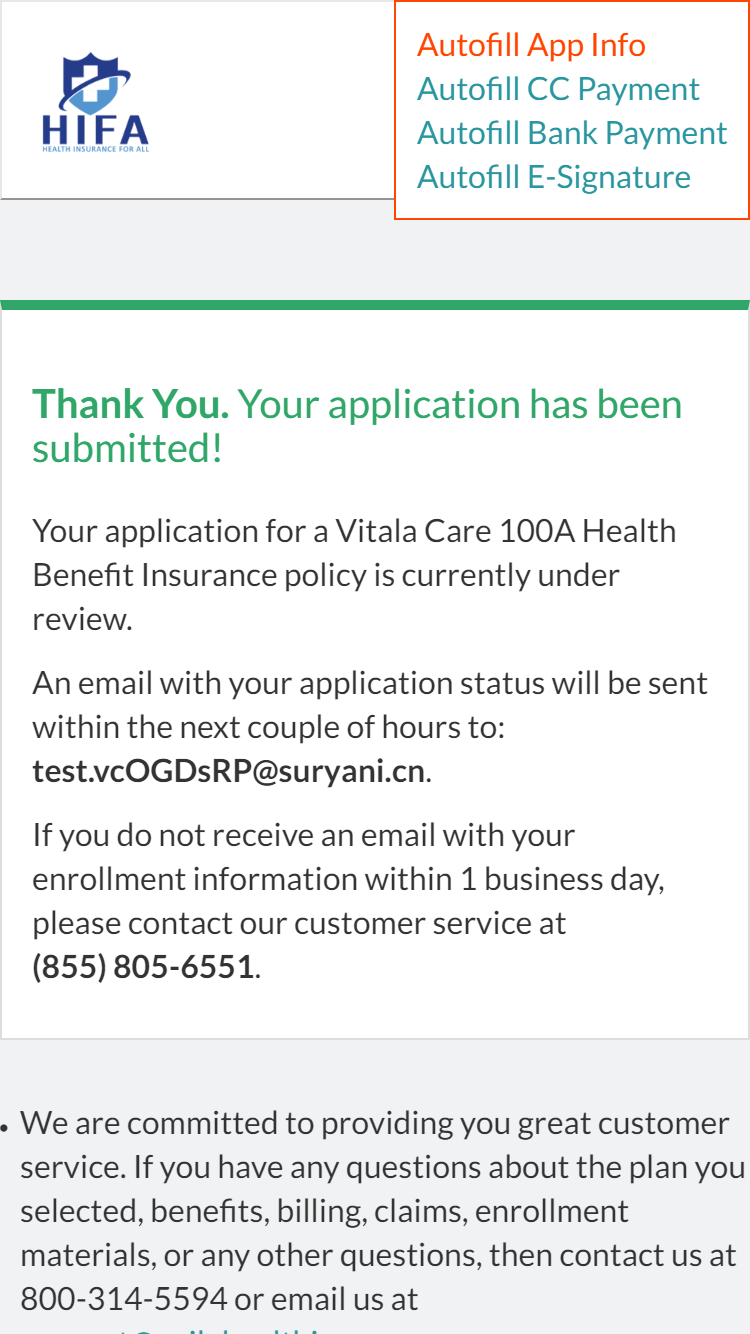 HIFA
HEALTH INSURANCE FOR ALL
Autofill App Info
Autofill CC Payment
Autofill Bank Payment
Autofill E-Signature
Thank You. Your application has been
submitted!
Your application for a Vitala Care 100A Health
Benefit Insurance policy is currently under
review.
An email with your application status will be sent
within the next couple of hours to:
test.vcOGDsRP@suryani.cn.
If you do not receive an email with your
enrollment information within 1 business day,
please contact our customer service at
(855) 805-6551.
• We are committed to providing you great customer
service. If you have any questions about the plan you
selected, benefits, billing, claims, enrollment
materials, or any other questions, then contact us at
800-314-5594 or email us at